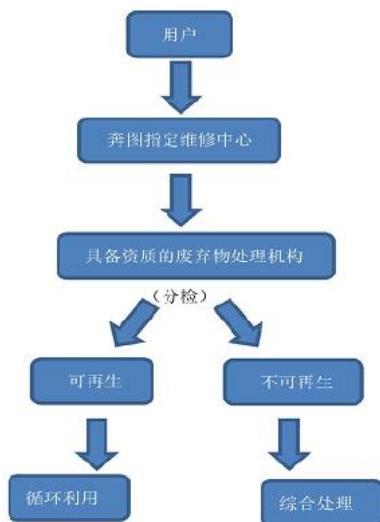 用户
奔图指定维修中心
具备资质的废弃物处理机构
（分检）
可再生
不可再生
循环利用
综合处理